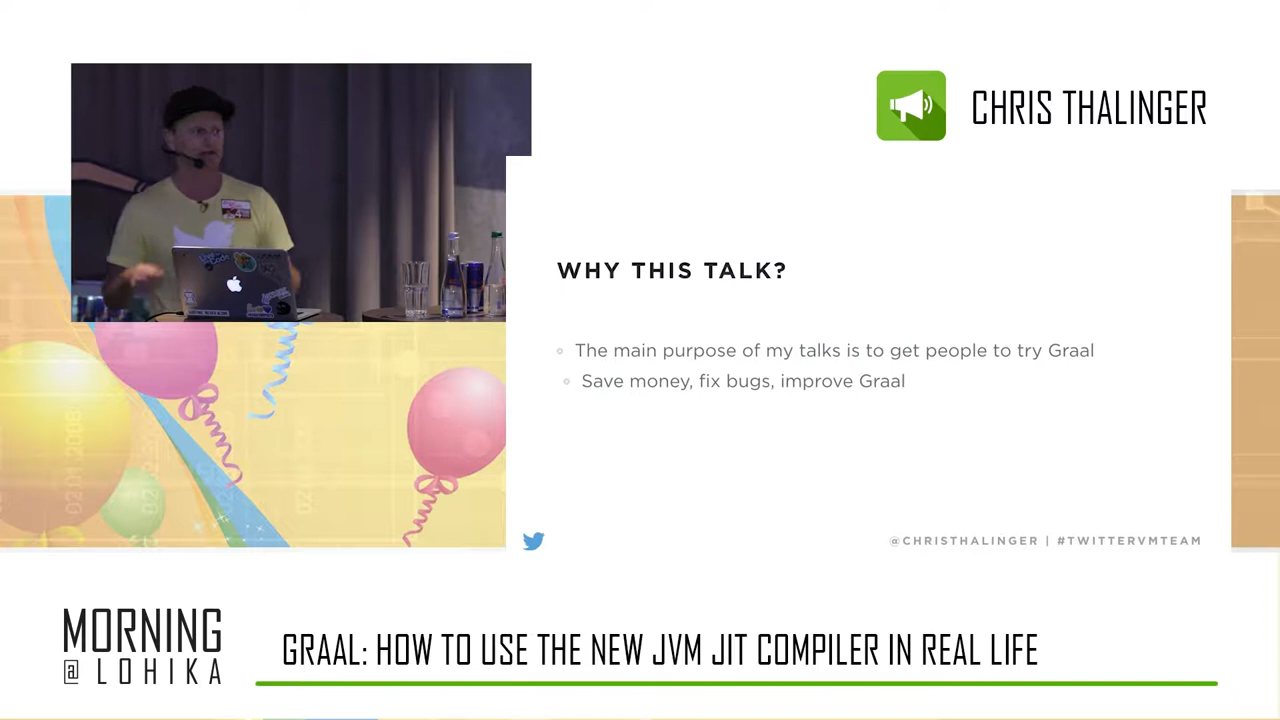 CHRIS THALINGER
WHY THIS TALK?
The main purpose of my talks is to get people to try Graal
Save money, fix bugs, improve Graal
@CHRISTHALINGER | #TWITTERVMTEAM
MORNING
@ LOHIKA
GRAAL: HOW TO USE THE NEW JVM JIT COMPILER IN REAL LIFE